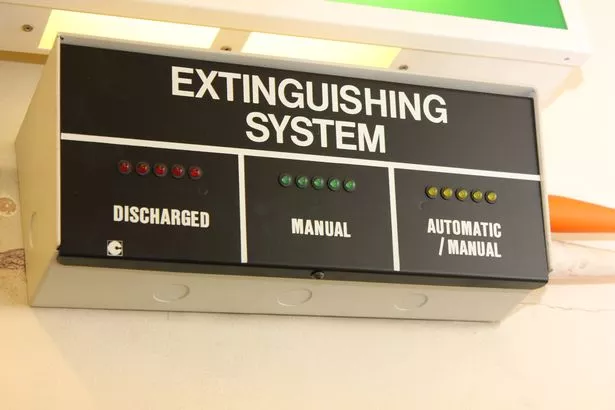 EXTINGUISHING
SYSTEM
DISCHARGED
MANUAL
AUTOMATIC
/ MANUAL